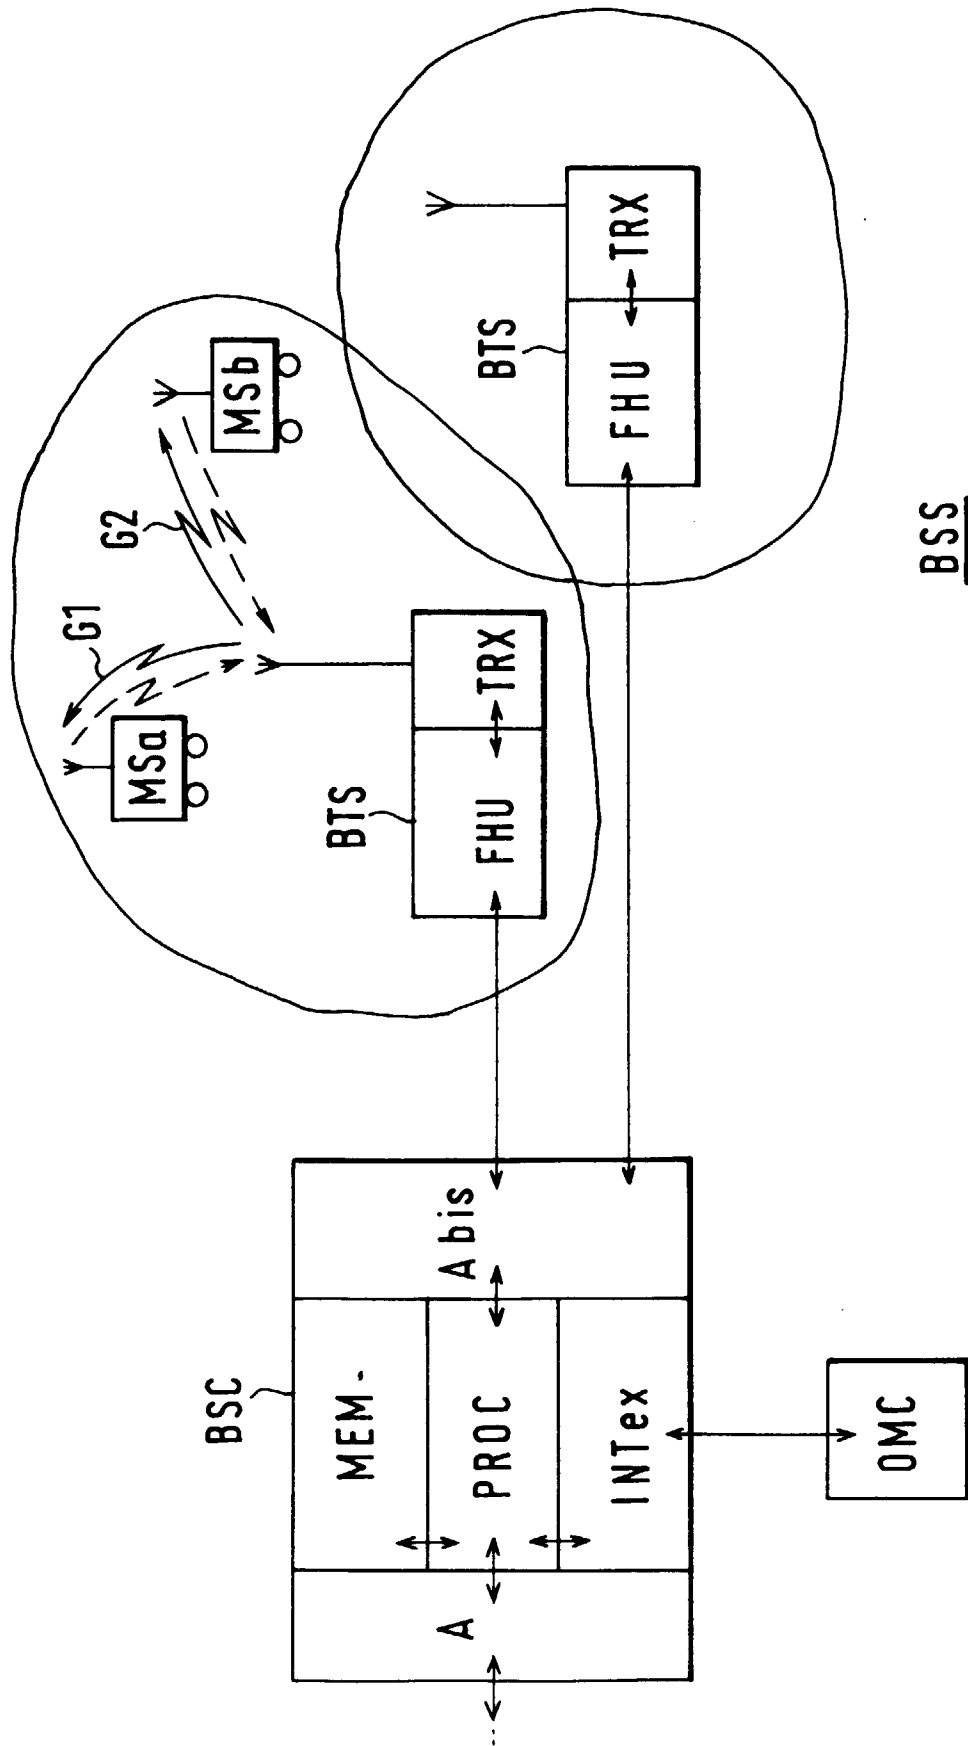 G1
G2
MSa
MSb
BTS
FHU
TRX
BTS
FHU
TRX
BSC
A
MEM-
PROC
INTex
A bis
OMC
BSS